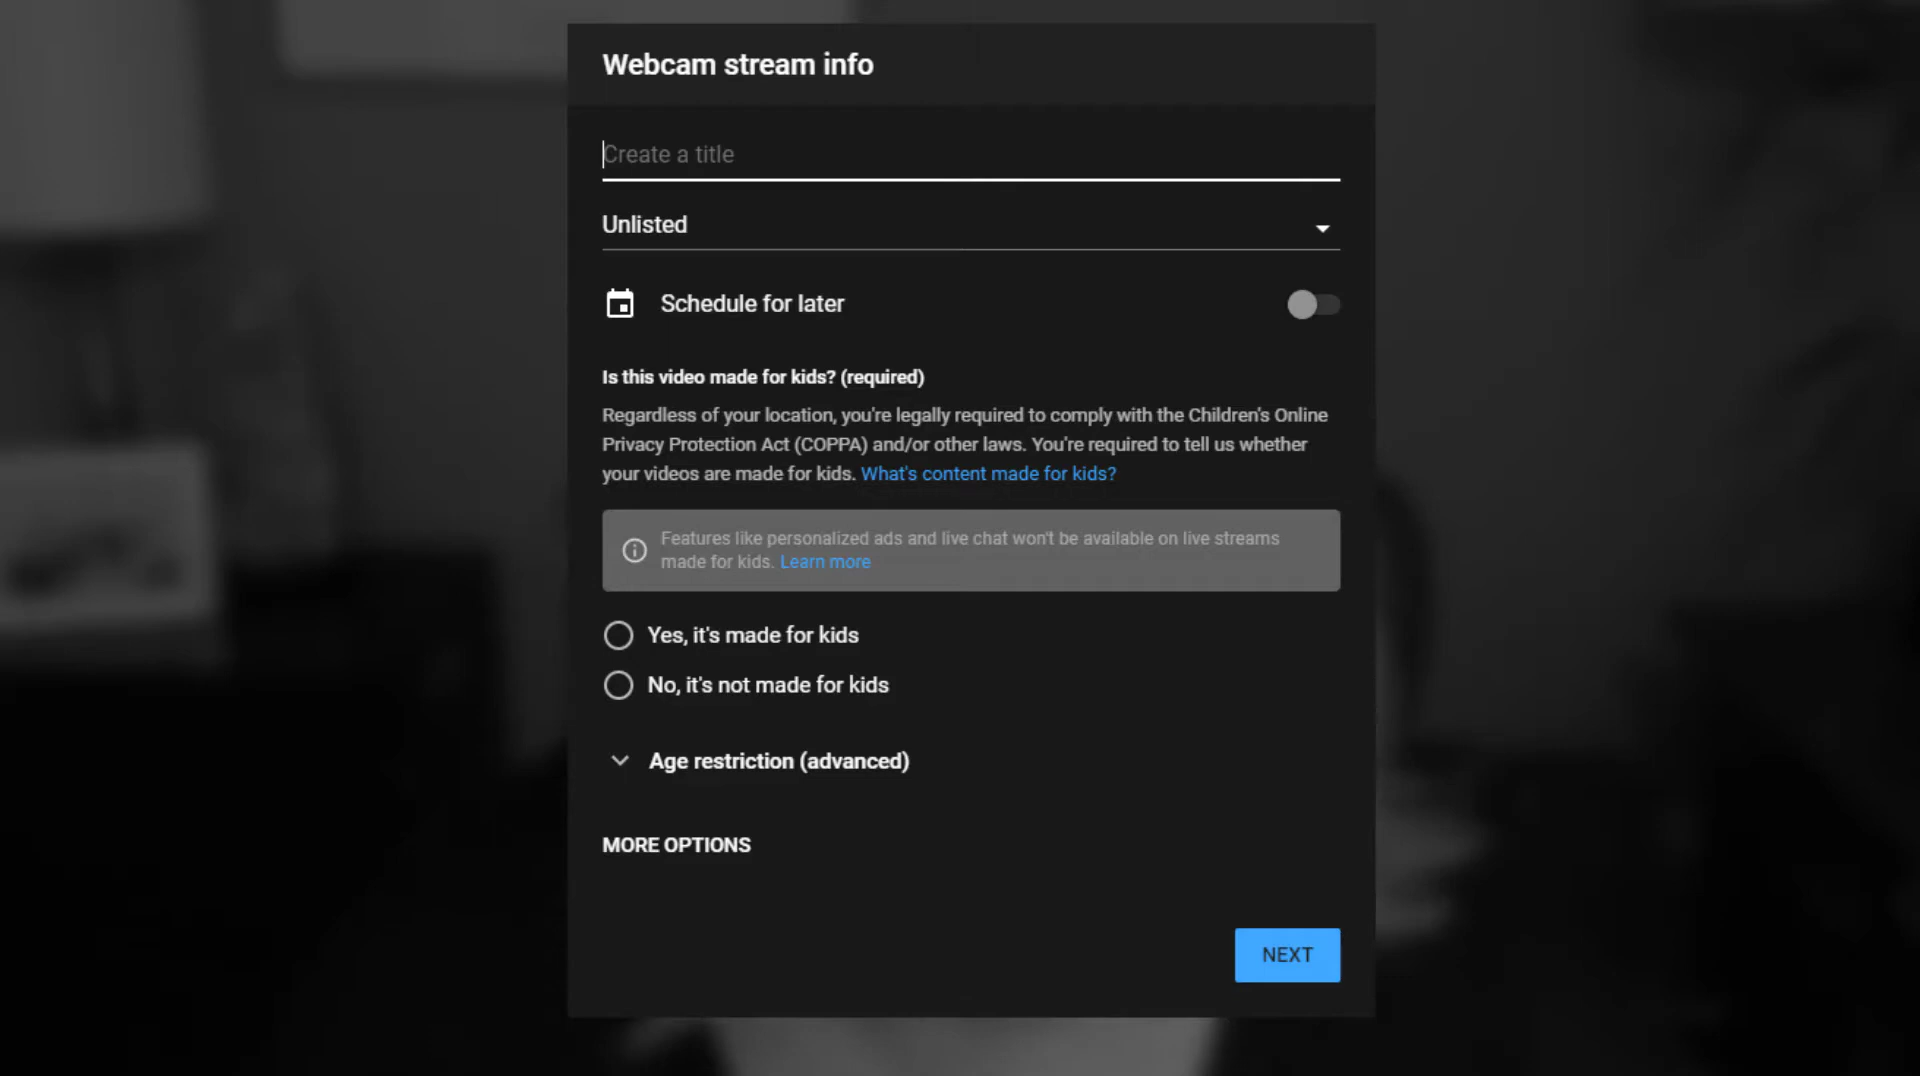 Webcam stream info
Create a title
Unlisted
Schedule for later
Is this video made for kids? (required)
Regardless of your location, you're legally required to comply with the Children's Online
Privacy Protection Act (COPPA) and/or other laws. You're required to tell us whether
your videos are made for kids. What's content made for kids?
Features like personalized ads and live chat won't be available on live streams
made for kids. Learn more
Yes, it's made for kids
No, it's not made for kids
Age restriction (advanced)
MORE OPTIONS
NEXT